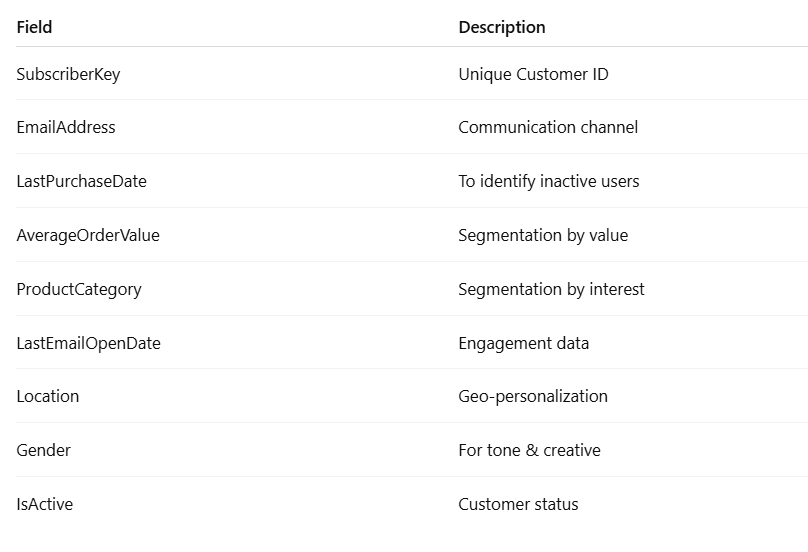 Field Description
SubscriberKey Unique Customer ID
EmailAddress Communication channel
LastPurchaseDate To identify inactive users
AverageOrderValue Segmentation by value
ProductCategory Segmentation by interest
LastEmailOpenDate Engagement data
Location Geo-personalization
Gender For tone & creative
IsActive Customer status